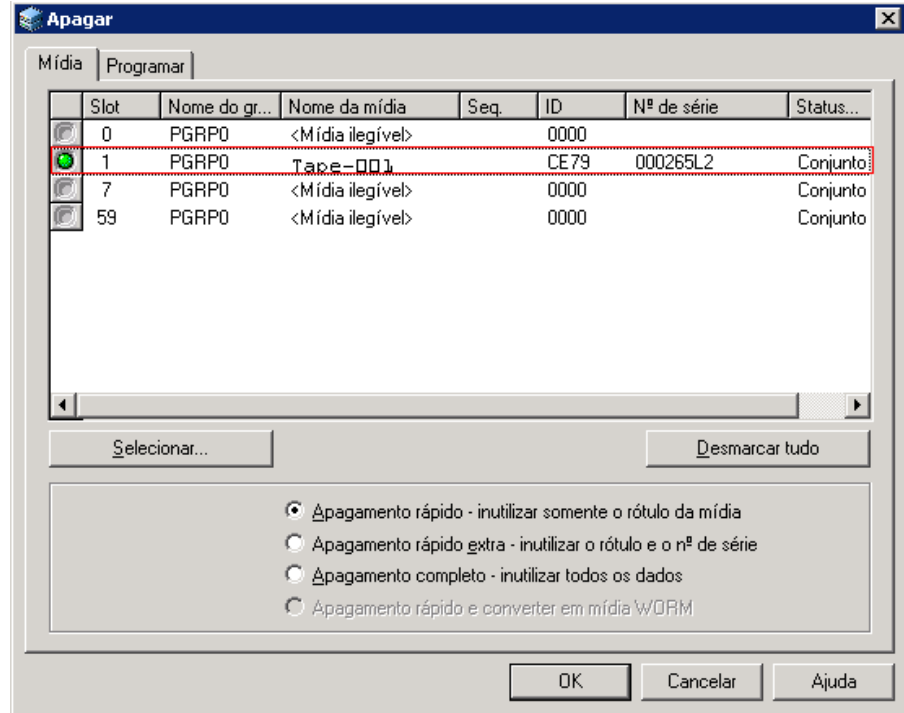 Apagar
Mídia Programar
Slot Nome do gr... Nome da mídia Seq. ID Nº de série Status...
0 PGRP0 <Mídia ilegível> 0000
1 PGRP0 Tape-001 CE79 000265L2 Conjunto
7 PGRP0 <Mídia ilegível> 0000 Conjunto
59 PGRP0 <Mídia ilegível> 0000 Conjunto
Selecionar... Desmarcar tudo
Apagamento rápido - inutilizar somente o rótulo da mídia
Apagamento rápido extra - inutilizar o rótulo e o nº de série
Apagamento completo - inutilizar todos os dados
Apagamento rápido e converter em mídia WORM
OK Cancelar Ajuda